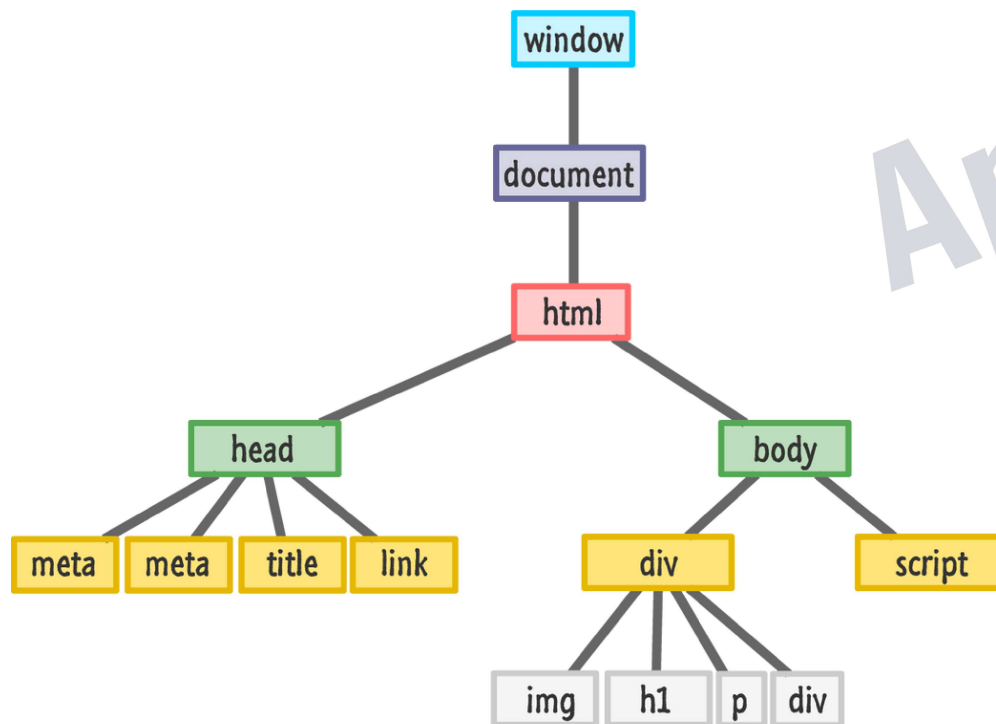 window
document
html
head body
meta meta title link div script
img h1 p div